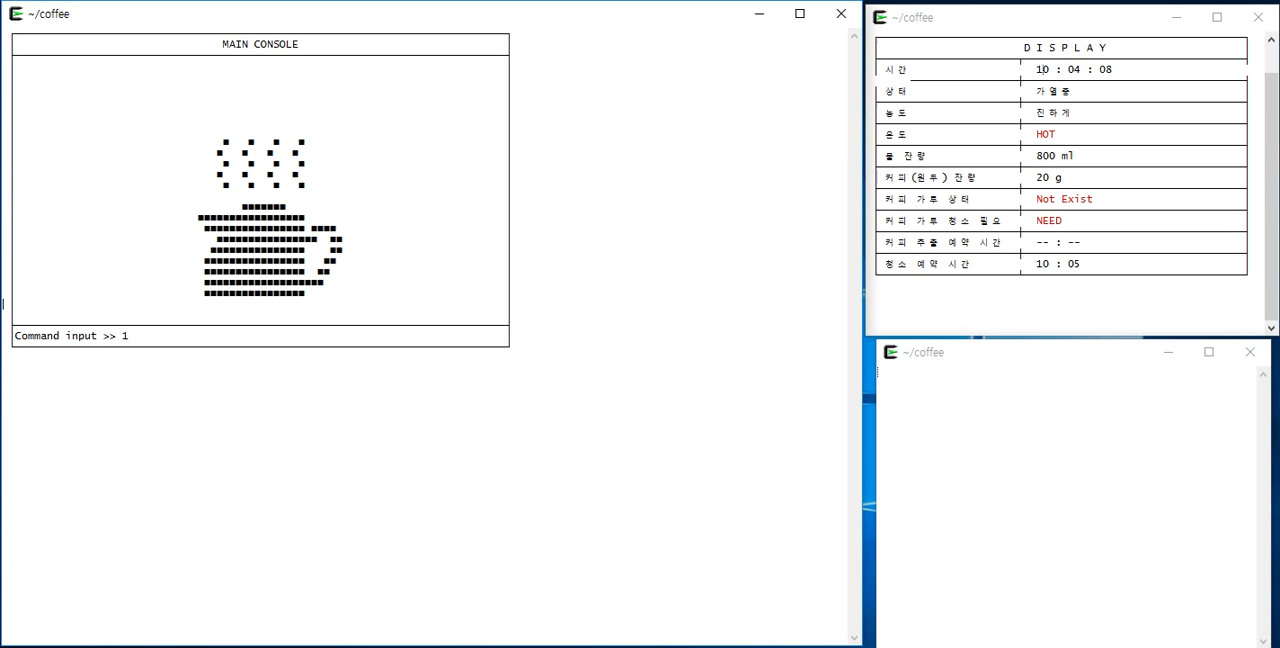 ~/coffee
MAIN CONSOLE
Command input >> 1
~/coffee
D I S P L A Y
시간 10 : 04 : 08
상태 가열중
농도 진하게
온도 HOT
물 잔량 800 ml
커피(원두) 잔량 20 g
커피 가루 상태 Not Exist
커피 가루 청소 필요 NEED
커피 추출 예약 시간 -- : --
청소 예약 시간 10 : 05
~/coffee